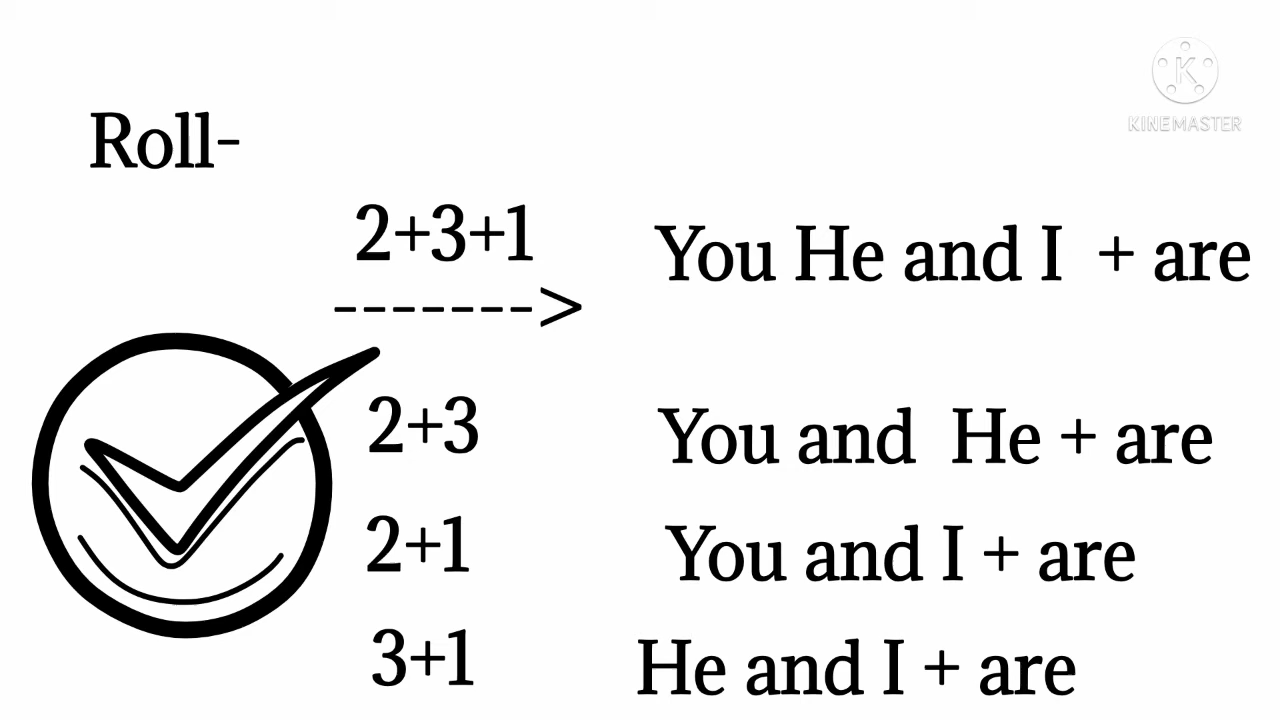 KINEMASTER
Roll-
2+3+1 You He and I + are
------->
2+3 You and He + are
2+1 You and I + are
3+1 He and I + are